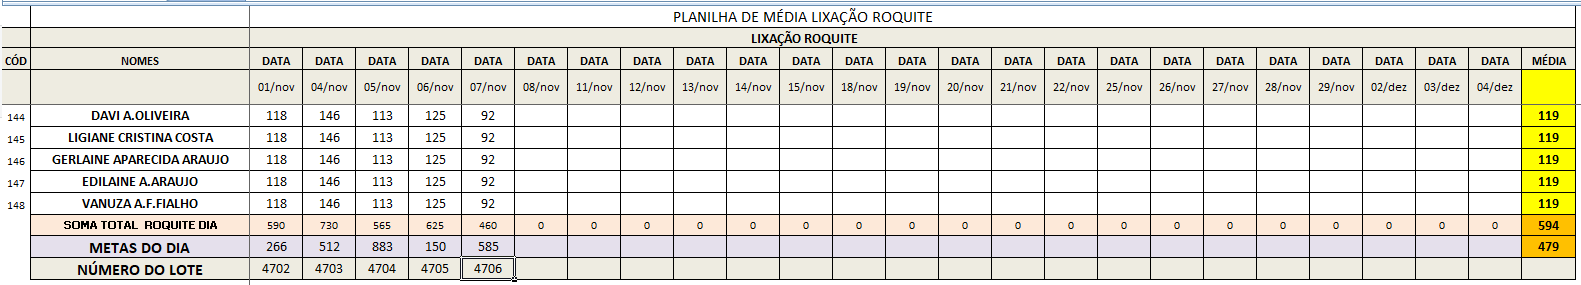 PLANILHA DE MÉDIA LIXAÇÃO ROQUITE
LIXAÇÃO ROQUITE
CÓD NOMES DATA DATA DATA DATA DATA DATA DATA DATA DATA DATA DATA DATA DATA DATA DATA DATA DATA DATA DATA DATA DATA DATA DATA DATA MÉDIA
01/nov 04/nov 05/nov 06/nov 07/nov 08/nov 11/nov 12/nov 13/nov 14/nov 15/nov 18/nov 19/nov 20/nov 21/nov 22/nov 25/nov 26/nov 27/nov 28/nov 29/nov 02/dez 03/dez 04/dez
144 DAVI A.OLIVEIRA 118 146 113 125 92 119
145 LIGIANE CRISTINA COSTA 118 146 113 125 92 119
146 GERLAINE APARECIDA ARAUJO 118 146 113 125 92 119
147 EDILAINE A.ARAUJO 118 146 113 125 92 119
148 VANUZA A.F.FIALHO 118 146 113 125 92 119
SOMA TOTAL ROQUITE DIA 590 730 565 625 460 0 0 0 0 0 0 0 0 0 0 0 0 0 0 0 0 0 0 0 594
METAS DO DIA 266 512 883 150 585 479
NÚMERO DO LOTE 4702 4703 4704 4705 4706